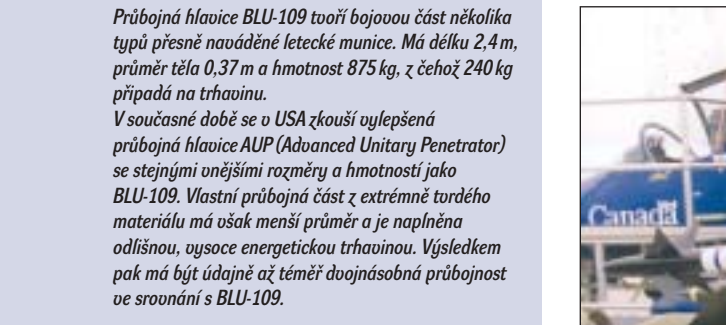 Průbojná hlavice BLU-109 tvoří bojovou část několika
typů přesně naváděné letecké munice. Má délku 2,4 m,
průměr těla 0,37 m a hmotnost 875 kg, z čehož 240 kg
připadá na trhavinu.
V současné době se v USA zkouší vylepšená
průbojná hlavice AUP (Advanced Unitary Penetrator)
se stejnými vnějšími rozměry a hmotností jako
BLU-109. Vlastní průbojná část z extrémně tvrdého
materiálu má však menší průměr a je naplněna
odlišnou, vysoce energetickou trhavinou. Výsledkem
pak má být údajně až téměř dvojnásobná průbojnost
ve srovnání s BLU-109.
Canada